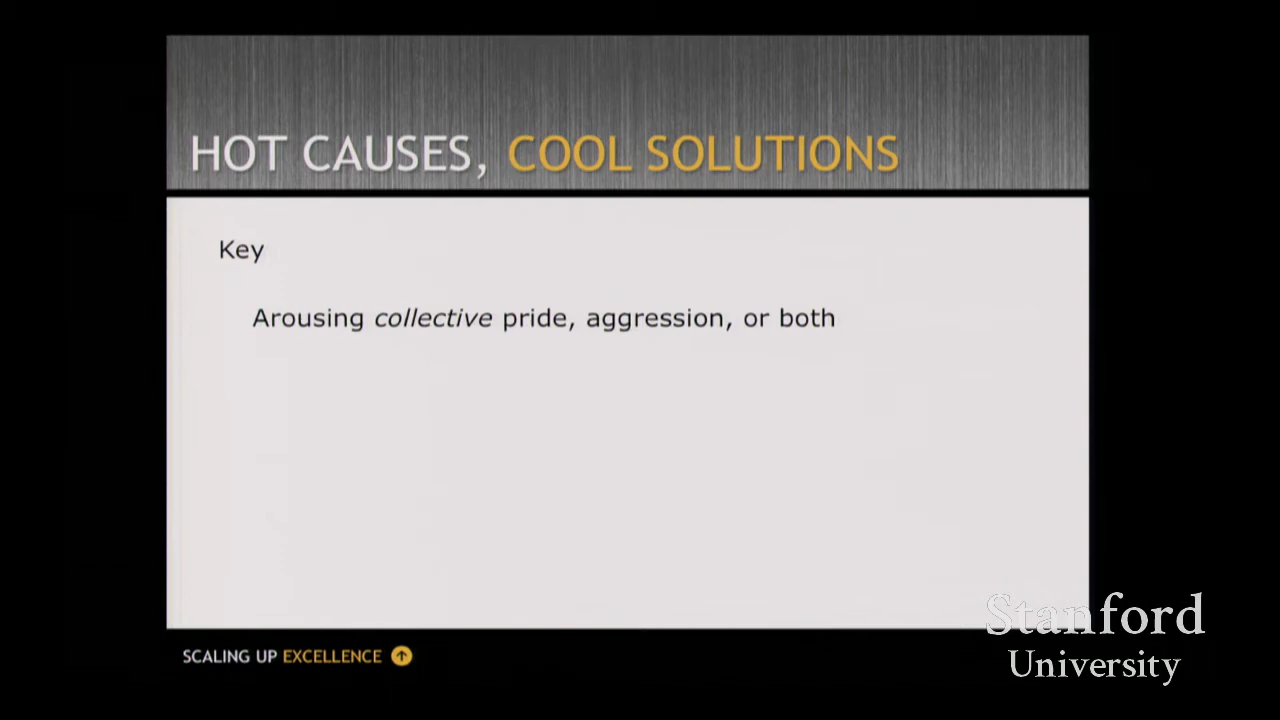 HOT CAUSES, COOL SOLUTIONS
Key
Arousing collective pride, aggression, or both
SCALING UP EXCELLENCE
Stanford
University